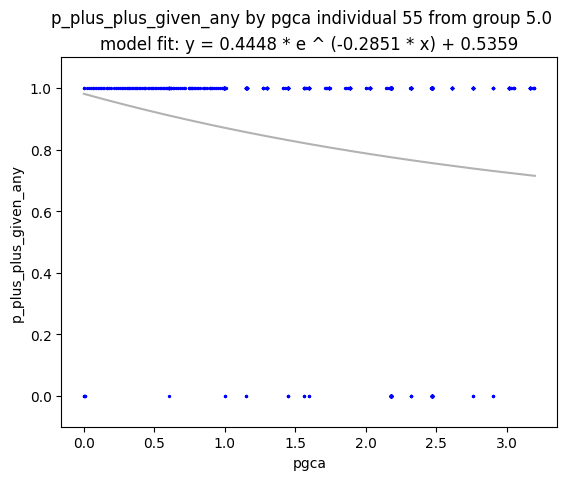 p_plus_plus_given_any by pgca individual 55 from group 5.0
model fit: y = 0.4448 * e ^ (-0.2851 * x) + 0.5359
1.0
0.8
0.6
0.4
0.2
0.0
p_plus_plus_given_any
0.0 0.5 1.0 1.5 2.0 2.5 3.0
pgca